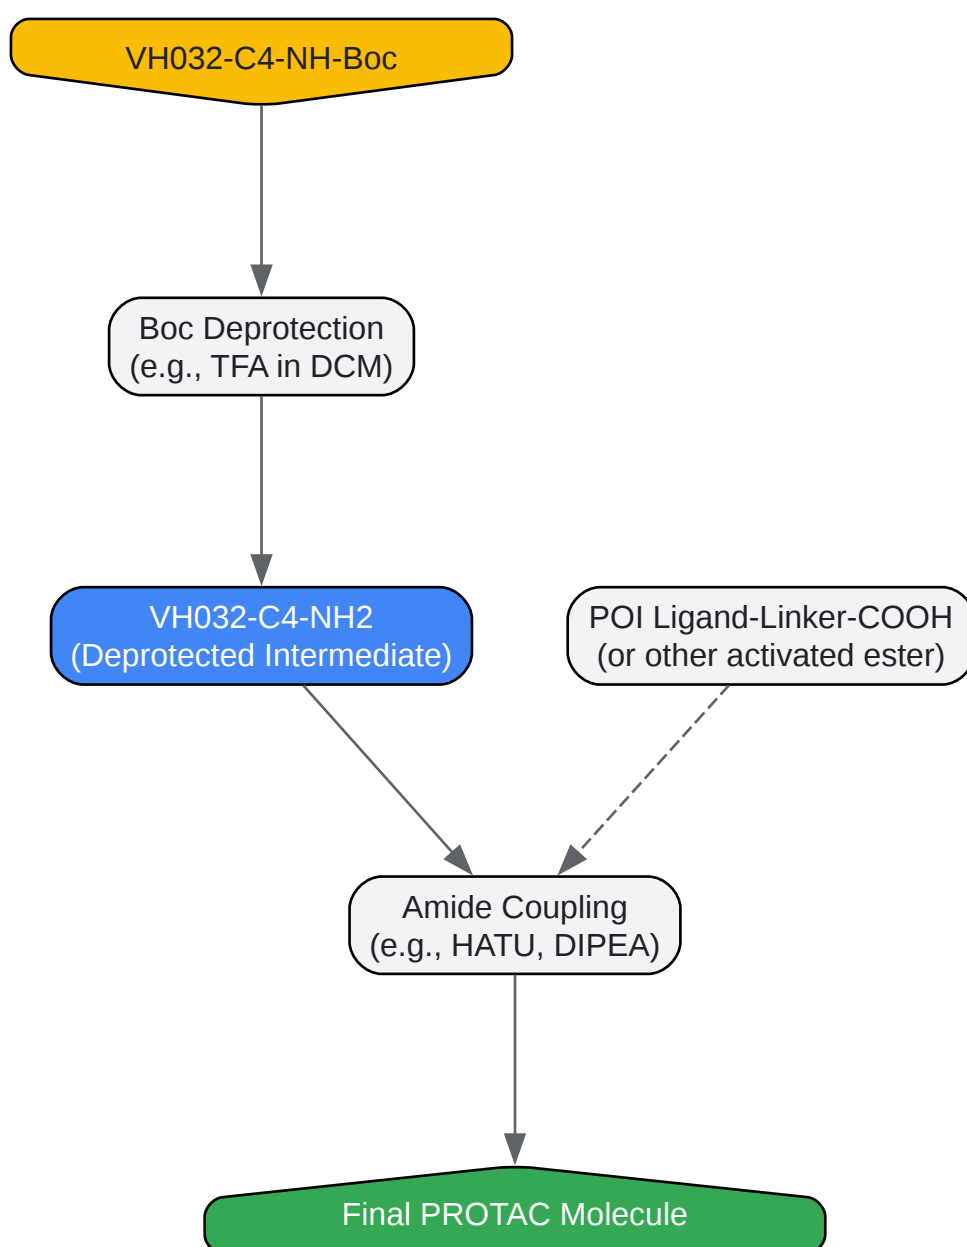 VH032-C4-NH-Boc
Boc Deprotection
(e.g., TFA in DCM)
VH032-C4-NH2
(Deprotected Intermediate)
POI Ligand-Linker-COOH
(or other activated ester)
Amide Coupling
(e.g., HATU, DIPEA)
Final PROTAC Molecule